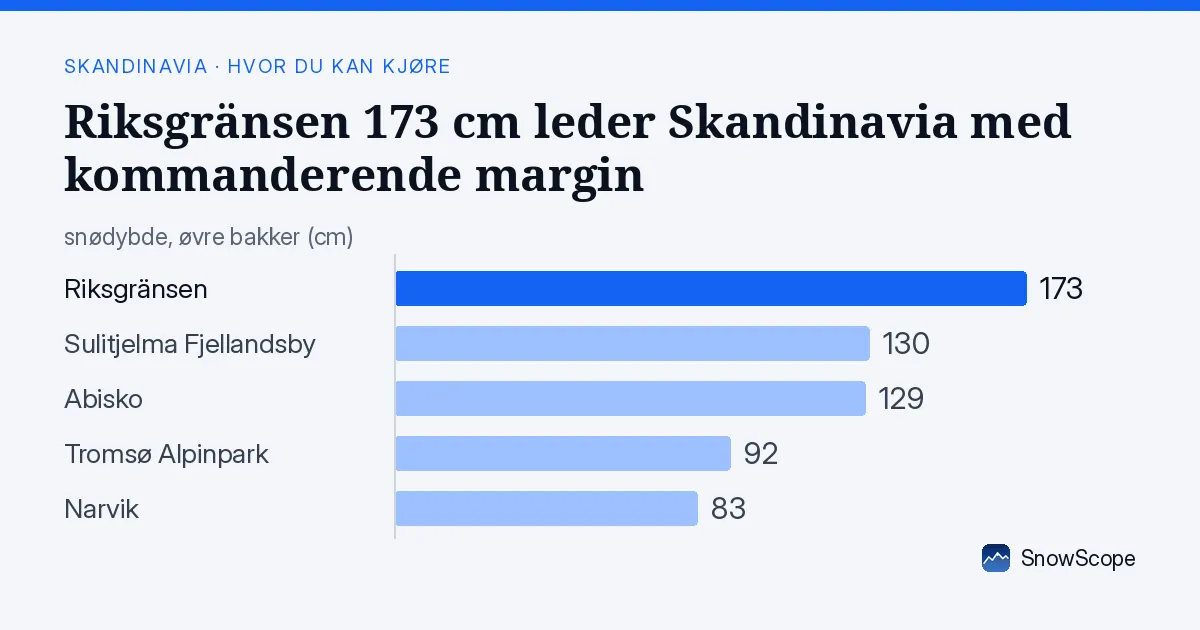 SKANDINAVIA · HVOR DU KAN KJØRE
Riksgränsen 173 cm leder Skandinavia med
kommanderende margin
snødybde, øvre bakker (cm)
Riksgränsen 173
Sulitjelma Fjellandsby 130
Abisko 129
Tromsø Alpinpark 92
Narvik 83
SnowScope